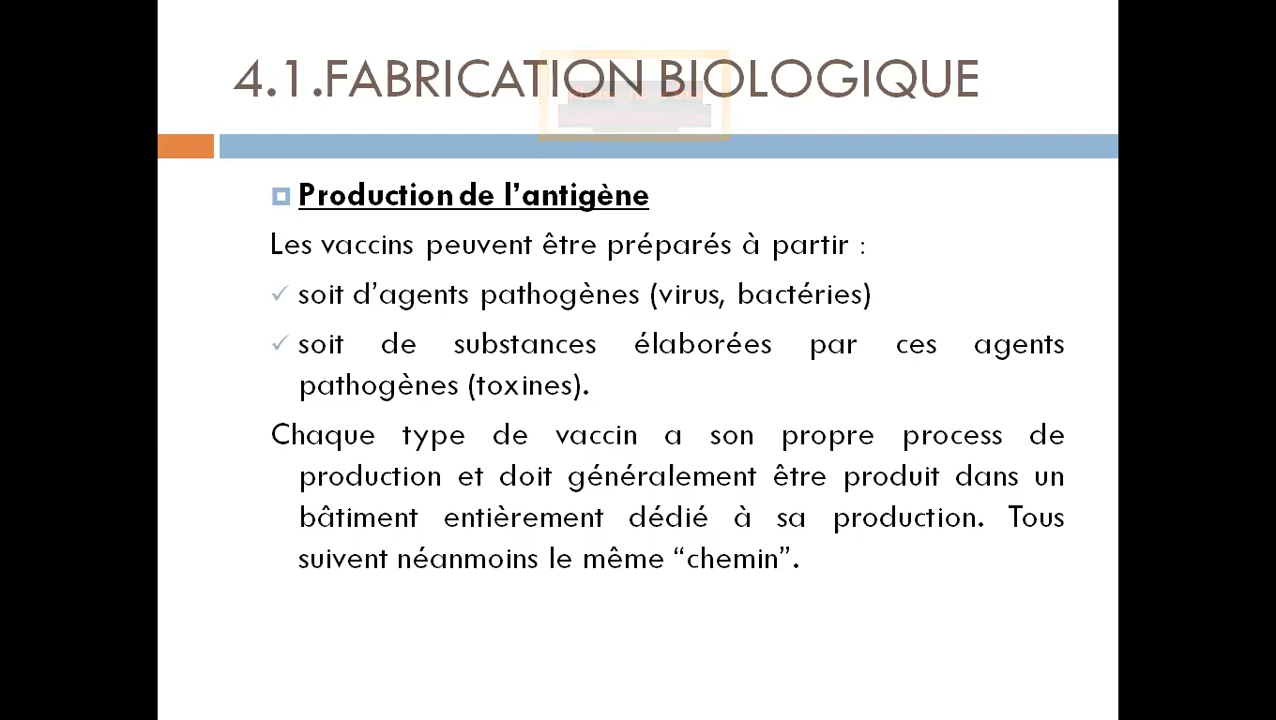 4.1.FABRICATION BIOLOGIQUE
Production de l’antigène
Les vaccins peuvent être préparés à partir :
soit d’agents pathogènes (virus, bactéries)
soit de substances élaborées par ces agents
pathogènes (toxines).
Chaque type de vaccin a son propre process de
production et doit généralement être produit dans un
bâtiment entièrement dédié à sa production. Tous
suivent néanmoins le même “chemin”.